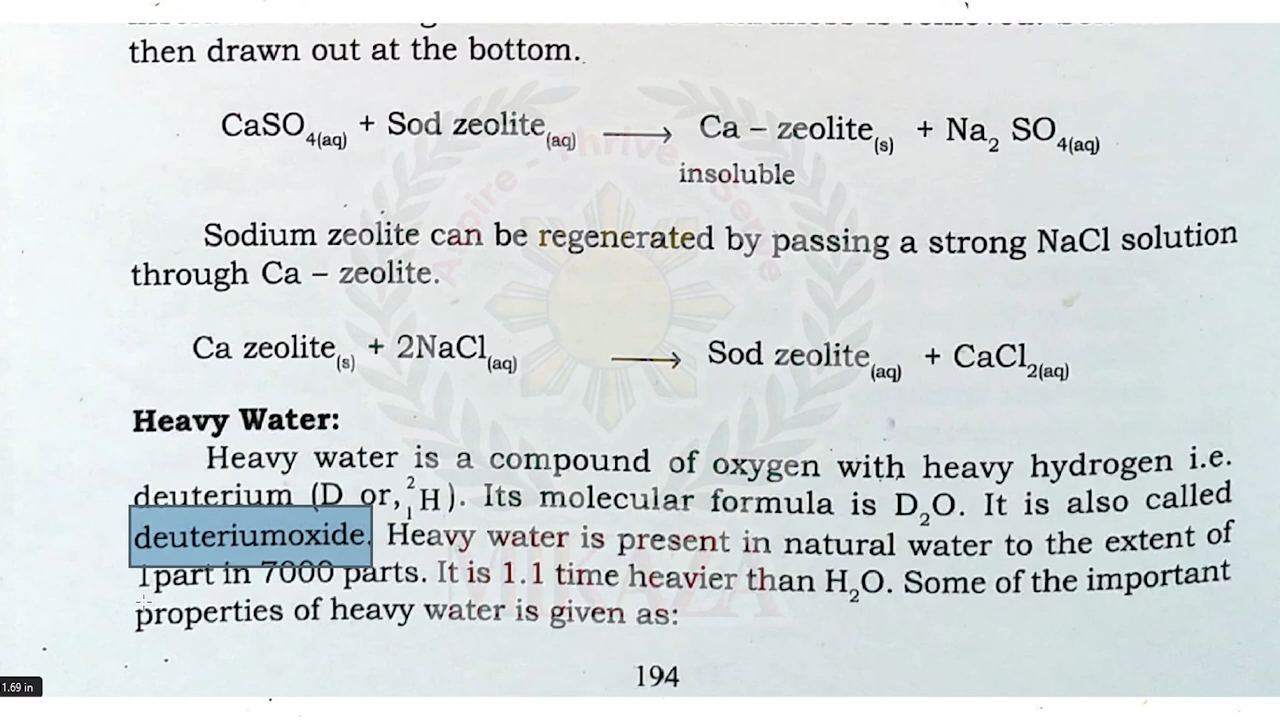 then drawn out at the bottom.
CaSO4(aq) + Sod zeolite(aq) ⟶ Ca – zeolite(s) + Na2 SO4(aq)
insoluble
Sodium zeolite can be regenerated by passing a strong NaCl solution
through Ca – zeolite.
Ca zeolite(s) + 2NaCl(aq) ⟶ Sod zeolite(aq) + CaCl2(aq)
Heavy Water:
Heavy water is a compound of oxygen with heavy hydrogen i.e.
deuterium (D or, ²₁H). Its molecular formula is D2O. It is also called
deuteriumoxide. Heavy water is present in natural water to the extent of
1part in 7000 parts. It is 1.1 time heavier than H2O. Some of the important
properties of heavy water is given as:
194
1.69 in
Aspire - Thrive - Serve